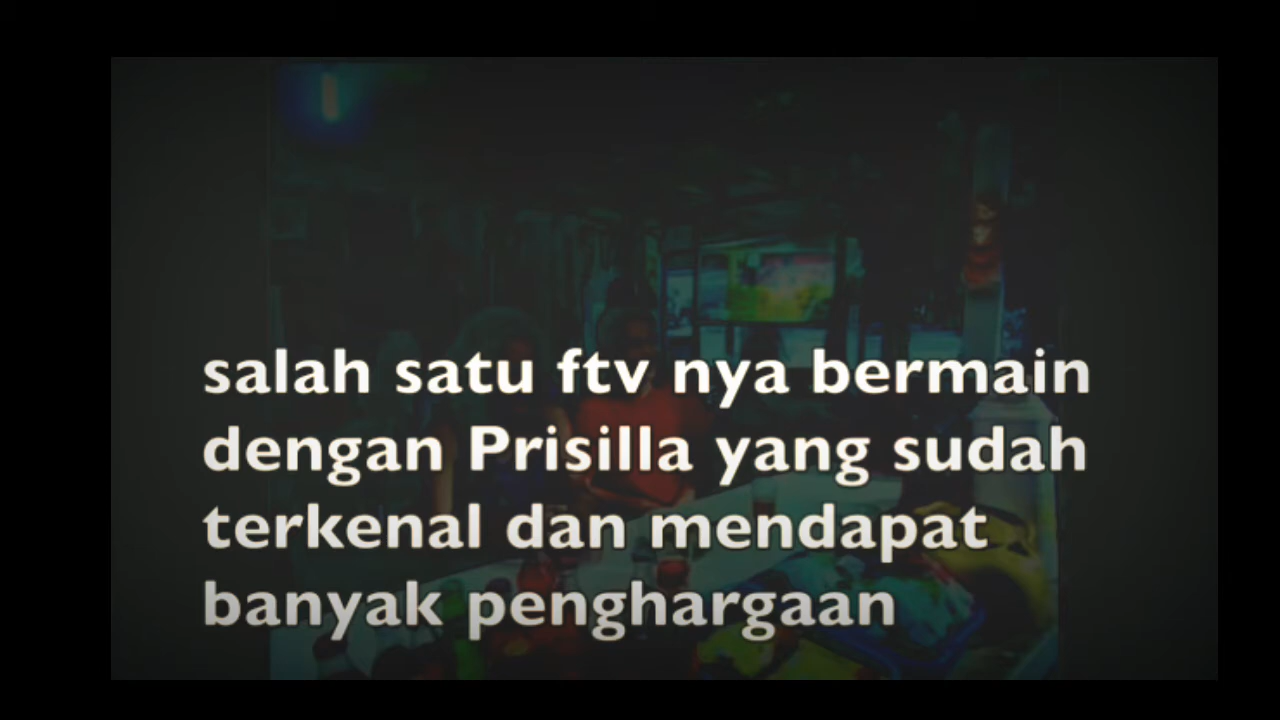 salah satu ftv nya bermain
dengan Prisilla yang sudah
terkenal dan mendapat
banyak penghargaan